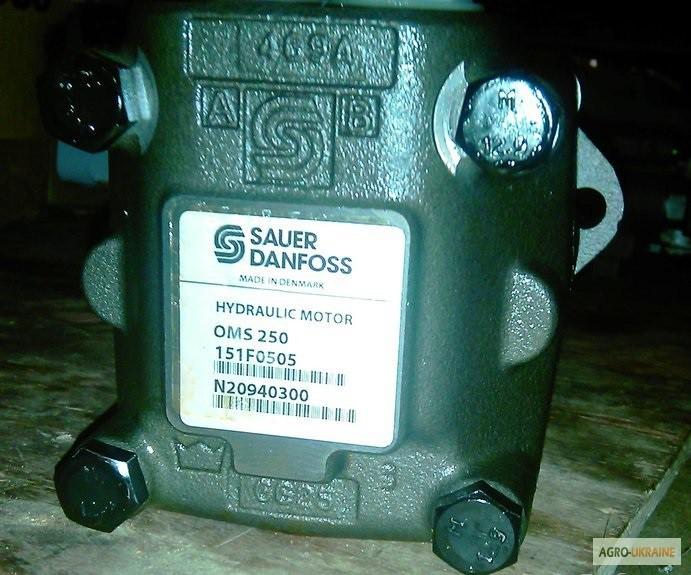 469A
A B
SAUER
DANFOSS
MADE IN DENMARK
HYDRAULIC MOTOR
OMS 250
151F0505
N20940300
M
AGRO-UKRAINE